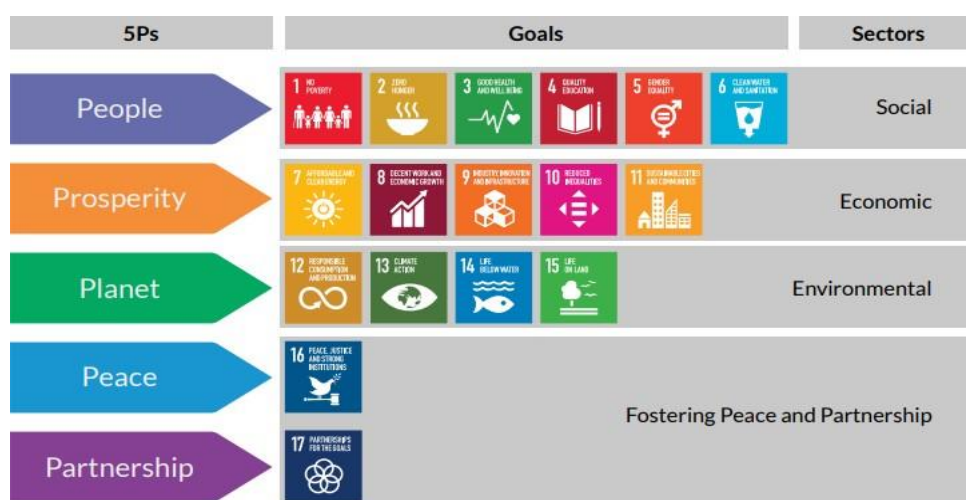 5Ps
Goals
Sectors
People
1 NO
POVERTY
2 ZERO
HUNGER
3 GOOD HEALTH
AND WELL BEING
4 QUALITY
EDUCATION
5 GENDER
EQUALITY
6 CLEAN WATER
AND SANITATION
Social
Prosperity
7 AFFORDABLE AND
CLEAN ENERGY
8 DECENT WORK AND
ECONOMIC GROWTH
9 INDUSTRY, INNOVATION
AND INFRASTRUCTURE
10 REDUCED
INEQUALITIES
11 SUSTAINABLE CITIES
AND COMMUNITIES
Economic
Planet
12 RESPONSIBLE
CONSUMPTION
AND PRODUCTION
13 CLIMATE
ACTION
14 LIFE
BELOW WATER
15 LIFE
ON LAND
Environmental
Peace
16 PEACE, JUSTICE
AND STRONG
INSTITUTIONS
Fostering Peace and Partnership
Partnership
17 PARTNERSHIPS
FOR THE GOALS